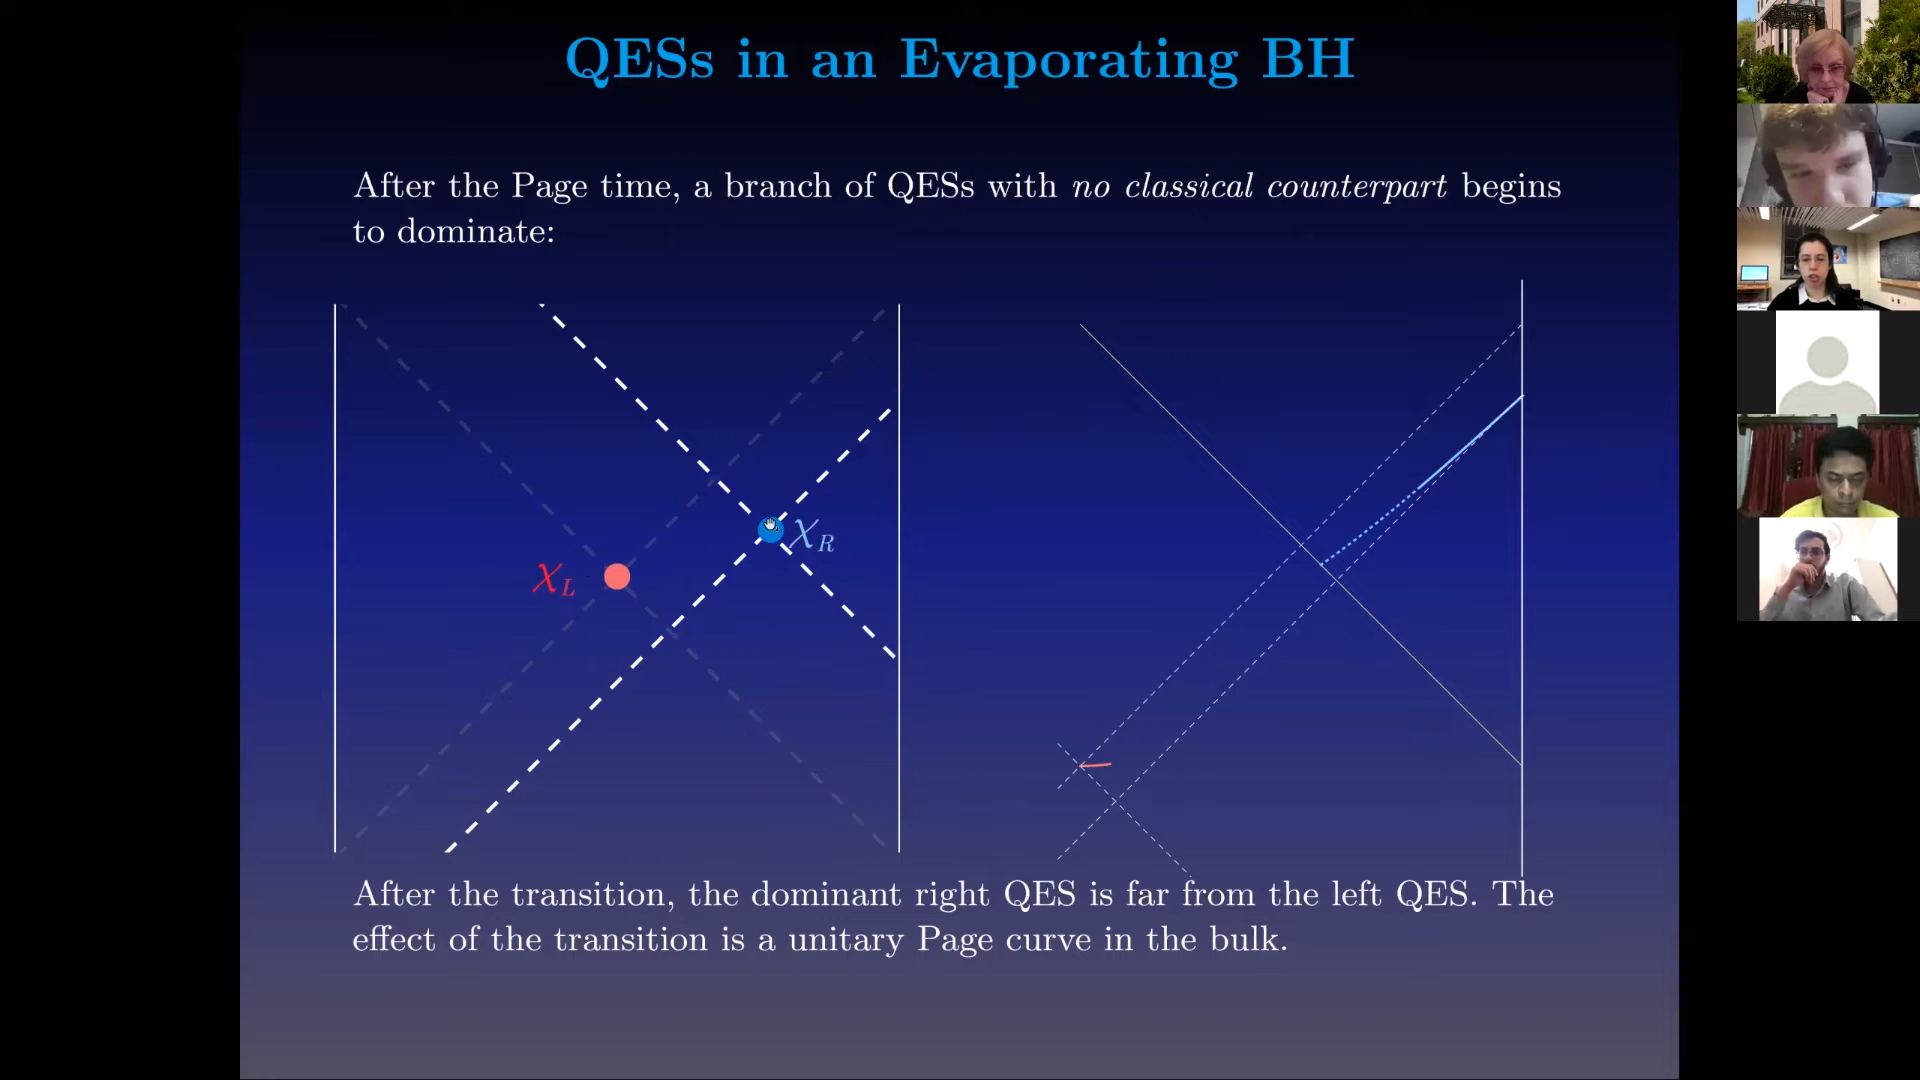 QESs in an Evaporating BH
After the Page time, a branch of QESs with no classical counterpart begins
to dominate:
χR
χL
After the transition, the dominant right QES is far from the left QES. The
effect of the transition is a unitary Page curve in the bulk.